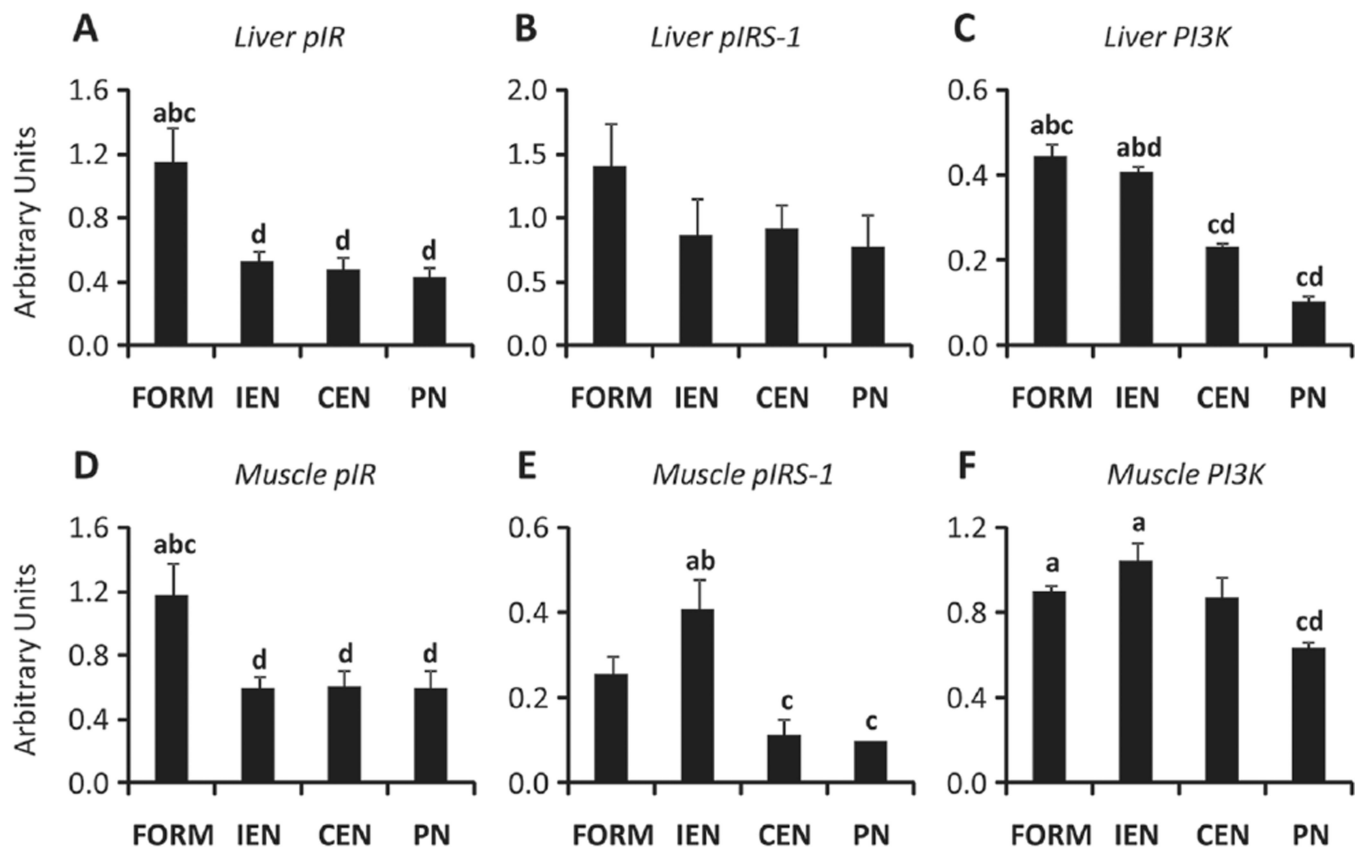 A Liver pIR
1.6
1.2
0.8
0.4
0.0
Arbitrary Units
abc
d
d
d
FORM IEN CEN PN
B Liver pIRS-1
2.0
1.5
1.0
0.5
0.0
FORM IEN CEN PN
C Liver PI3K
0.6
0.4
0.2
0.0
abc
abd
cd
cd
FORM IEN CEN PN
D Muscle pIR
1.6
1.2
0.8
0.4
0.0
Arbitrary Units
abc
d
d
d
FORM IEN CEN PN
E Muscle pIRS-1
0.6
0.4
0.2
0.0
ab
c
c
FORM IEN CEN PN
F Muscle PI3K
1.2
0.8
0.4
0.0
a
a
cd
FORM IEN CEN PN